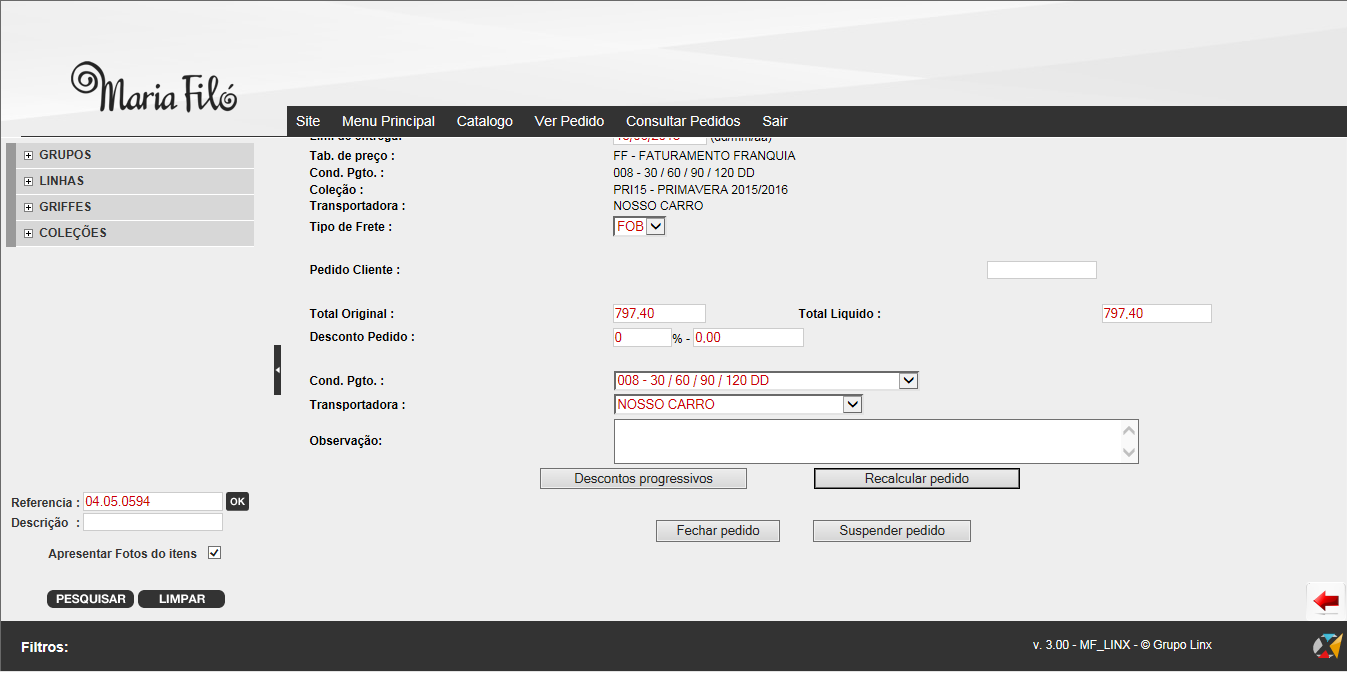 Maria Filó
Site Menu Principal Catalogo Ver Pedido Consultar Pedidos Sair
GRUPOS
LINHAS
GRIFFES
COLEÇÕES
(dd/mm/aa)
Tab. de preço : FF - FATURAMENTO FRANQUIA
Cond. Pgto. : 008 - 30 / 60 / 90 / 120 DD
Coleção : PRI15 - PRIMAVERA 2015/2016
Transportadora : NOSSO CARRO
Tipo de Frete : FOB
Pedido Cliente :
Total Original : 797,40 Total Liquido : 797,40
Desconto Pedido : 0 % - 0,00
Cond. Pgto. : 008 - 30 / 60 / 90 / 120 DD
Transportadora : NOSSO CARRO
Observação:
Descontos progressivos Recalcular pedido
Fechar pedido Suspender pedido
Referencia : 04.05.0594 OK
Descrição :
Apresentar Fotos do itens
PESQUISAR LIMPAR
Filtros: v. 3.00 - MF_LINX - © Grupo Linx